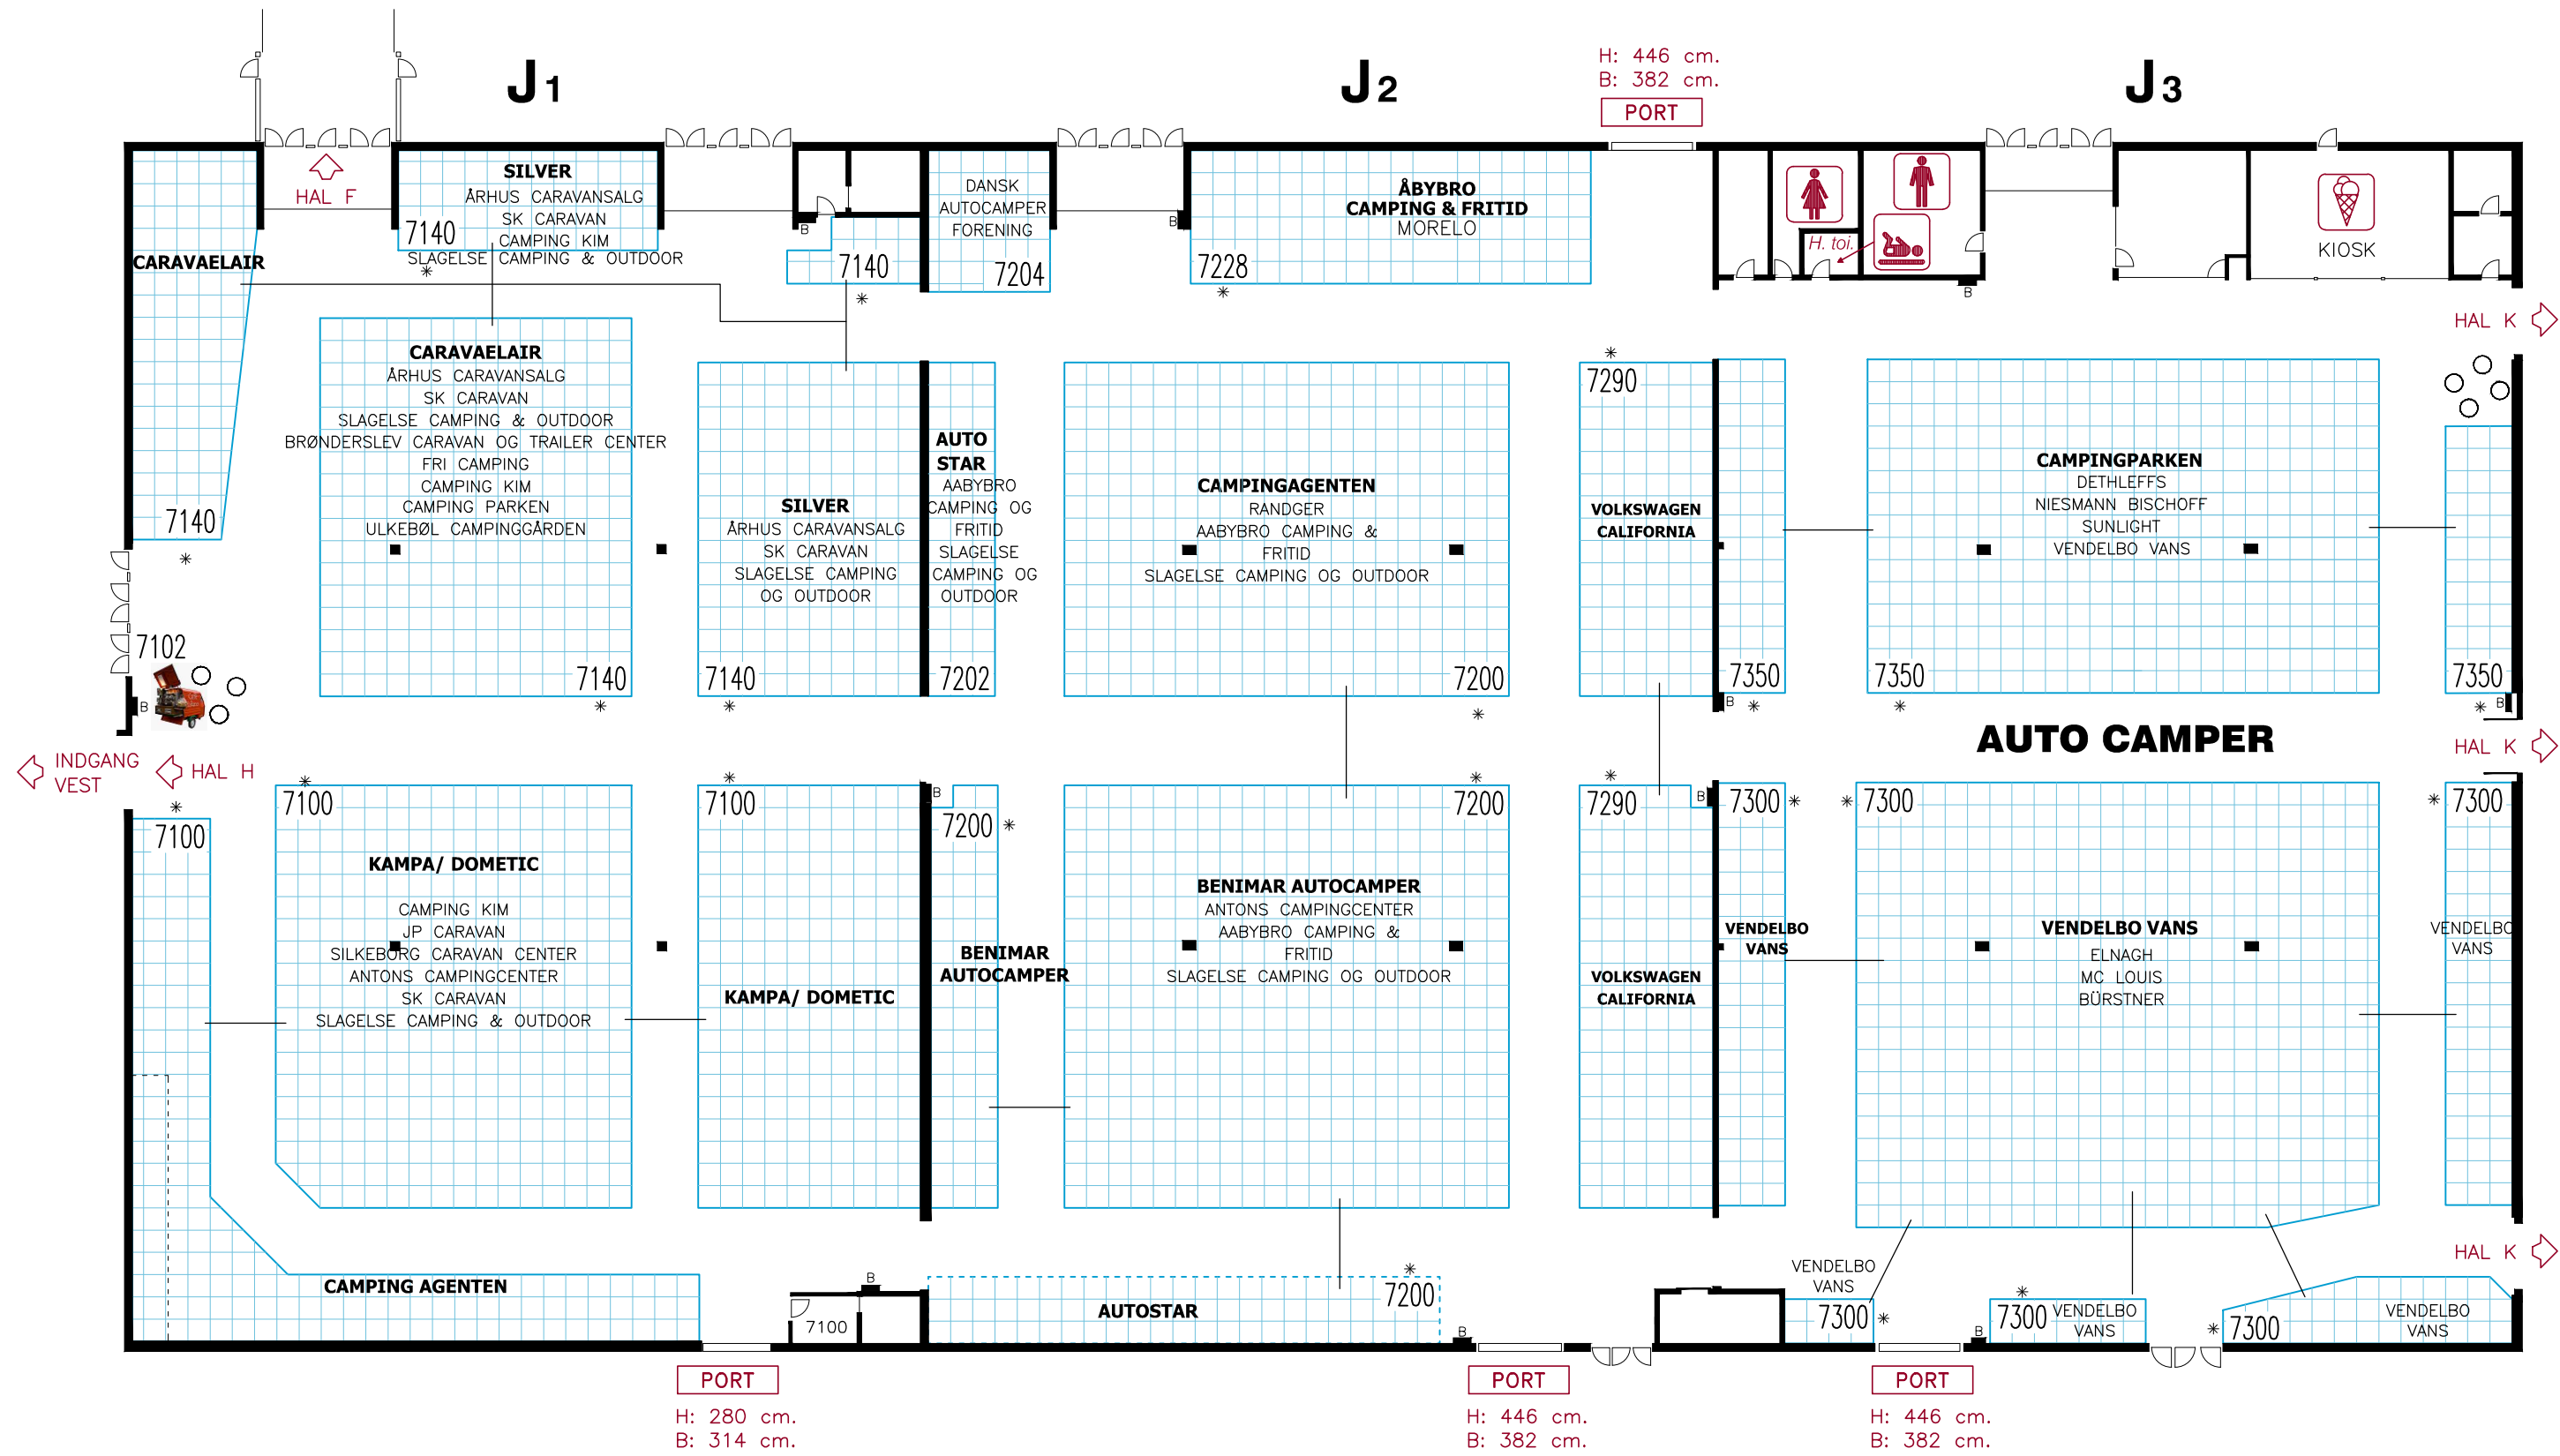 H: 446 cm.
B: 382 cm.
PORT
J1
J2
J3
HAL F
SILVER
ÅRHUS CARAVANSALG
SK CARAVAN
CAMPING KIM
SLAGELSE CAMPING & OUTDOOR
7140
CARAVAELAIR
7140
B
7140
DANSK
AUTOCAMPER
FORENING
7204
B
ÅBYBRO
CAMPING & FRITID
MORELO
7228
H. toi.
B
KIOSK
HAL K
CARAVAELAIR
ÅRHUS CARAVANSALG
SK CARAVAN
SLAGELSE CAMPING & OUTDOOR
BRØNDERSLEV CARAVAN OG TRAILER CENTER
FRI CAMPING
CAMPING KIM
CAMPING PARKEN
ULKEBØL CAMPINGGÅRDEN
7140
SILVER
ÅRHUS CARAVANSALG
SK CARAVAN
SLAGELSE CAMPING
OG OUTDOOR
7140
AUTO
STAR
AABYBRO
CAMPING OG
FRITID
SLAGELSE
CAMPING OG
OUTDOOR
7202
CAMPINGAGENTEN
RANDGER
AABYBRO CAMPING &
FRITID
SLAGELSE CAMPING OG OUTDOOR
7200
7290
VOLKSWAGEN
CALIFORNIA
7350
B
CAMPINGPARKEN
DETHLEFFS
NIESMANN BISCHOFF
SUNLIGHT
VENDELBO VANS
7350
7350
B
7102
B
INDGANG
VEST
HAL H
AUTO CAMPER
HAL K
7100
7100
KAMPA/ DOMETIC
CAMPING KIM
JP CARAVAN
SILKEBORG CARAVAN CENTER
ANTONS CAMPINGCENTER
SK CARAVAN
SLAGELSE CAMPING & OUTDOOR
7100
KAMPA/ DOMETIC
B
7200
BENIMAR
AUTOCAMPER
7200
BENIMAR AUTOCAMPER
ANTONS CAMPINGCENTER
AABYBRO CAMPING &
FRITID
SLAGELSE CAMPING OG OUTDOOR
7290
B
VOLKSWAGEN
CALIFORNIA
7300
VENDELBO
VANS
7300
VENDELBO VANS
ELNAGH
MC LOUIS
BÜRSTNER
7300
VENDELBO
VANS
HAL K
CAMPING AGENTEN
B
7100
AUTOSTAR
7200
B
VENDELBO
VANS
7300
B
7300
VENDELBO
VANS
7300
VENDELBO
VANS
PORT
H: 280 cm.
B: 314 cm.
PORT
H: 446 cm.
B: 382 cm.
PORT
H: 446 cm.
B: 382 cm.